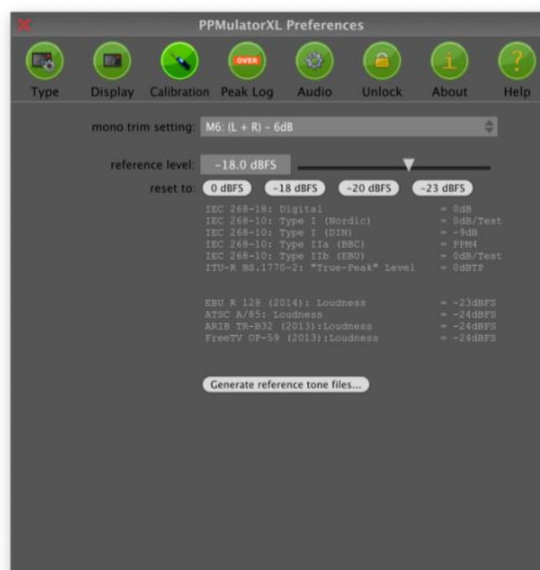 PPMulatorXL Preferences
OVER
Type Display Calibration Peak Log Audio Unlock About Help
mono trim setting: M6: (L + R) - 6dB
reference level: -18.0 dBFS
reset to: 0 dBFS -18 dBFS -20 dBFS -23 dBFS
IEC 268-18: Digital = 0dB
IEC 268-10: Type I (Nordic) = 0dB/Test
IEC 268-10: Type I (DIN) = -9dB
IEC 268-10: Type IIa (BBC) = PPM4
IEC 268-10: Type IIb (EBU) = 0dB/Test
ITU-R BS.1770-2: "True-Peak" Level = 0dBTP
EBU R 128 (2014): Loudness = -23dBFS
ATSC A/85: Loudness = -24dBFS
ARIB TR-B32 (2013):Loudness = -24dBFS
FreeTV OP-59 (2013):Loudness = -24dBFS
Generate reference tone files...